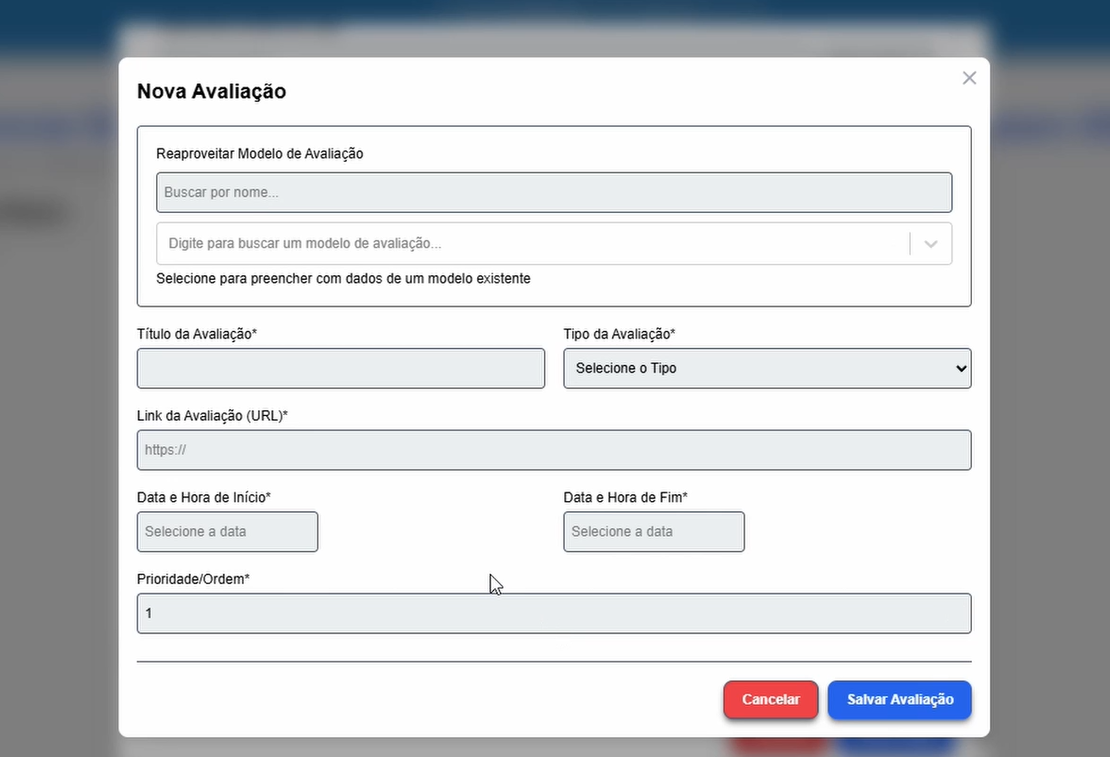 Nova Avaliação
Reaproveitar Modelo de Avaliação
Buscar por nome...
Digite para buscar um modelo de avaliação...
Selecione para preencher com dados de um modelo existente
Título da Avaliação*
Tipo da Avaliação*
Selecione o Tipo
Link da Avaliação (URL)*
https://
Data e Hora de Início*
Data e Hora de Fim*
Selecione a data
Selecione a data
Prioridade/Ordem*
1
Cancelar
Salvar Avaliação